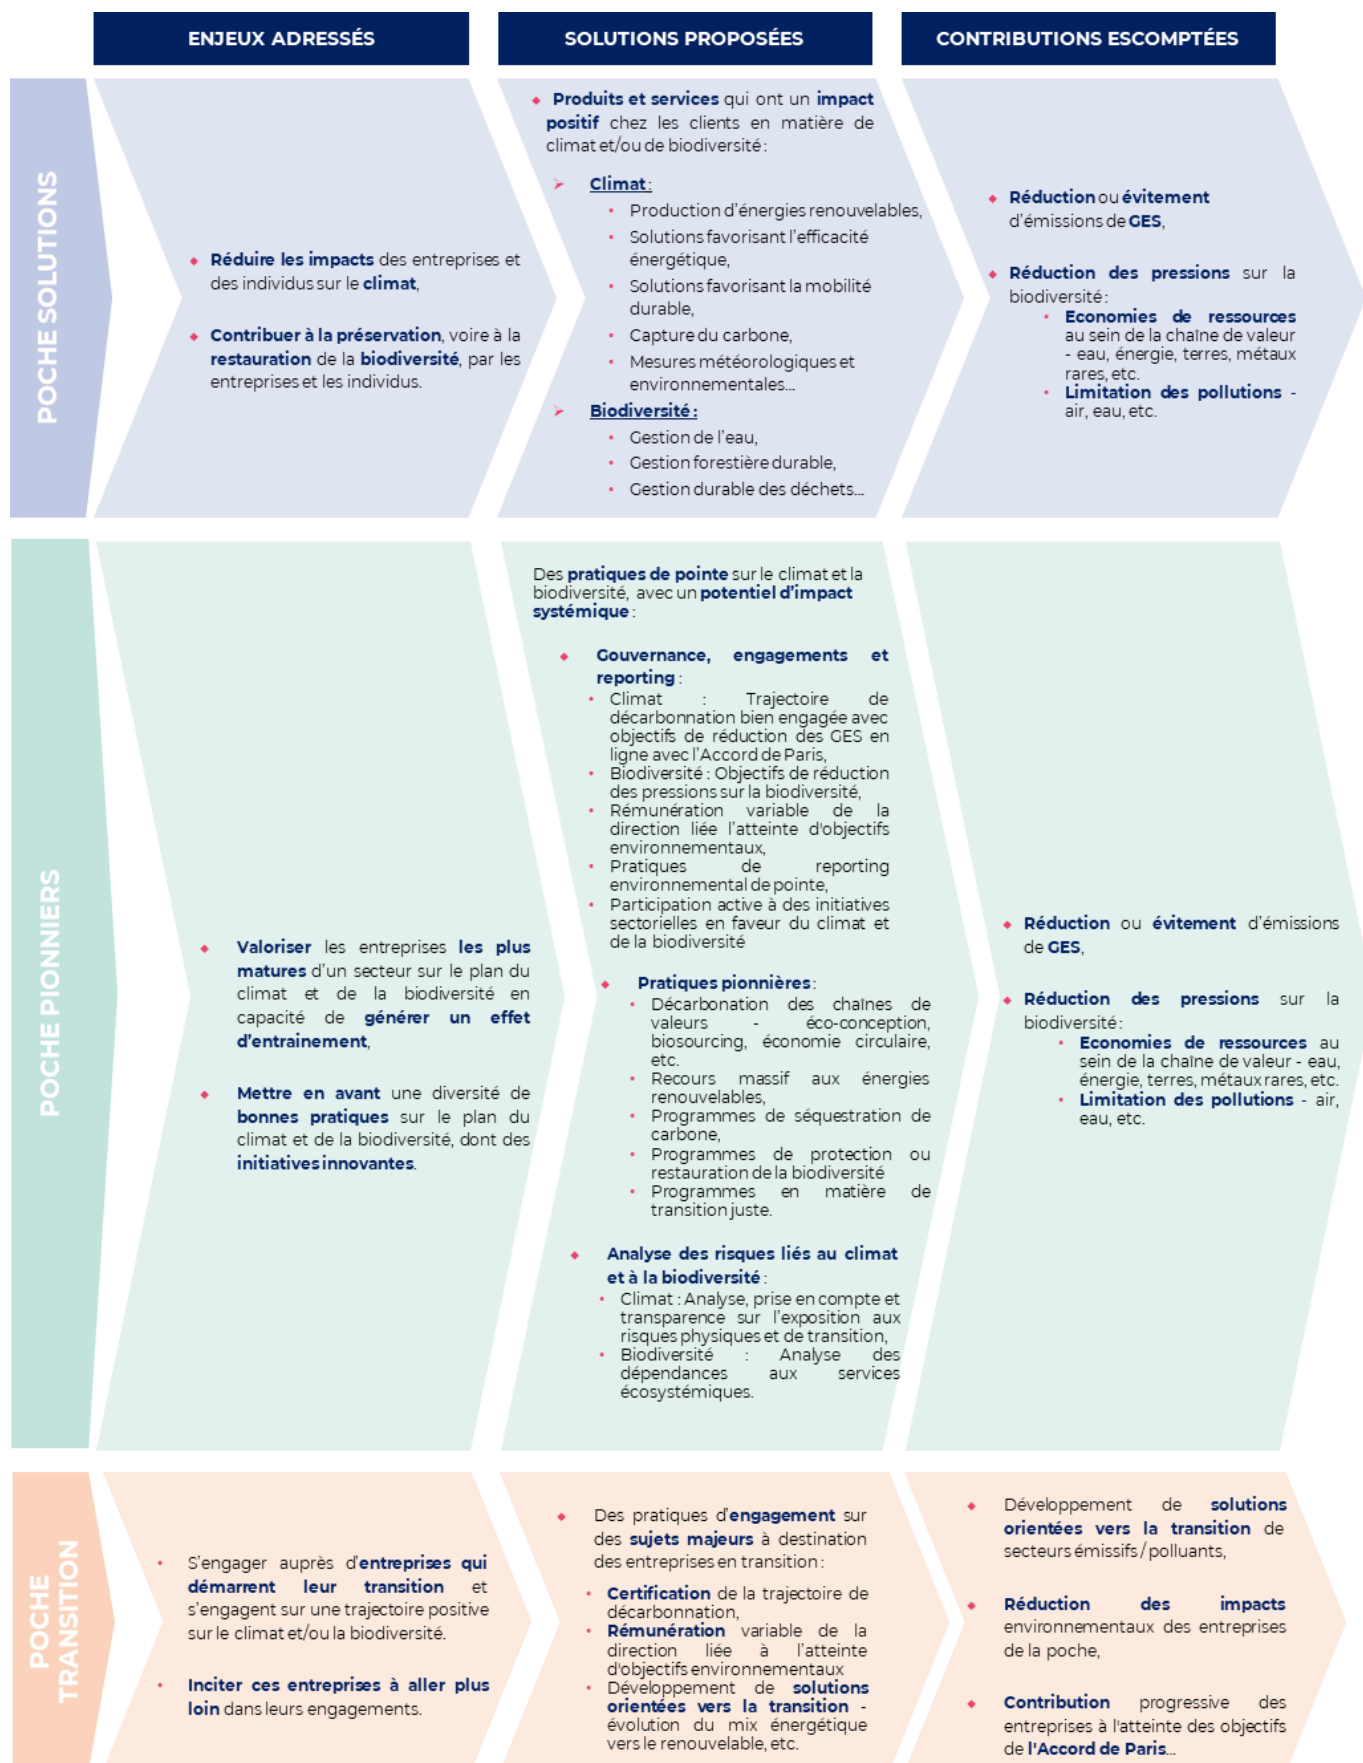 ENJEUX ADRESSÉS
SOLUTIONS PROPOSÉES
CONTRIBUTIONS ESCOMPTÉES
POCHE SOLUTIONS
Réduire les impacts des entreprises et
des individus sur le climat,
Contribuer à la préservation, voire à la
restauration de la biodiversité, par les
entreprises et les individus.
Produits et services qui ont un impact
positif chez les clients en matière de
climat et/ou de biodiversité :
Climat :
Production d'énergies renouvelables,
Solutions favorisant l'efficacité
énergétique,
Solutions favorisant la mobilité
durable,
Capture du carbone,
Mesures météorologiques et
environnementales...
Biodiversité :
Gestion de l'eau,
Gestion forestière durable,
Gestion durable des déchets...
Réduction ou évitement
d'émissions de GES,
Réduction des pressions sur la
biodiversité :
Economies de ressources
au sein de la chaîne de valeur
- eau, énergie, terres, métaux
rares, etc.
Limitation des pollutions -
air, eau, etc.
POCHE PIONNIERS
Valoriser les entreprises les plus
matures d'un secteur sur le plan du
climat et de la biodiversité en
capacité de générer un effet
d'entrainement,
Mettre en avant une diversité de
bonnes pratiques sur le plan du
climat et de la biodiversité, dont des
initiatives innovantes.
Des pratiques de pointe sur le climat et la
biodiversité, avec un potentiel d'impact
systémique :
Gouvernance, engagements et
reporting :
Climat : Trajectoire de
décarbonnation bien engagée avec
objectifs de réduction des GES en
ligne avec l'Accord de Paris,
Biodiversité : Objectifs de réduction
des pressions sur la biodiversité,
Rémunération variable de la
direction liée l'atteinte d'objectifs
environnementaux,
Pratiques de reporting
environnemental de pointe,
Participation active à des initiatives
sectorielles en faveur du climat et
de la biodiversité
Pratiques pionnières :
Décarbonation des chaînes de
valeurs - éco-conception,
biosourcing, économie circulaire,
etc.
Recours massif aux énergies
renouvelables,
Programmes de séquestration de
carbone,
Programmes de protection ou
restauration de la biodiversité
Programmes en matière de
transition juste.
Analyse des risques liés au climat
et à la biodiversité :
Climat : Analyse, prise en compte et
transparence sur l'exposition aux
risques physiques et de transition,
Biodiversité : Analyse des
dépendances aux services
écosystémiques.
Réduction ou évitement d'émissions
de GES,
Réduction des pressions sur la
biodiversité :
Economies de ressources au
sein de la chaîne de valeur - eau,
énergie, terres, métaux rares, etc.
Limitation des pollutions - air,
eau, etc.
POCHE
TRANSITION
S'engager auprès d'entreprises qui
démarrent leur transition et
s'engagent sur une trajectoire positive
sur le climat et/ou la biodiversité.
Inciter ces entreprises à aller plus
loin dans leurs engagements.
Des pratiques d'engagement sur
des sujets majeurs à destination
des entreprises en transition :
Certification de la trajectoire de
décarbonnation,
Rémunération variable de la
direction liée à l'atteinte
d'objectifs environnementaux
Développement de solutions
orientées vers la transition -
évolution du mix énergétique
vers le renouvelable, etc.
Développement de solutions
orientées vers la transition de
secteurs émissifs / polluants,
Réduction des impacts
environnementaux des entreprises
de la poche,
Contribution progressive des
entreprises à l'atteinte des objectifs
de l'Accord de Paris...